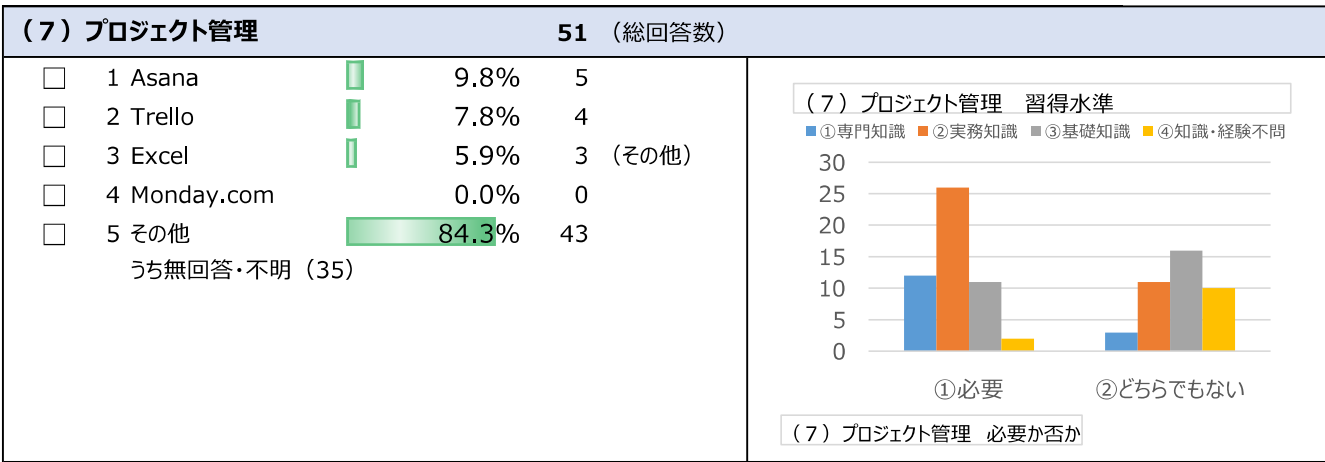 （７）プロジェクト管理 51 （総回答数）
□ 1 Asana 9.8% 5
□ 2 Trello 7.8% 4
□ 3 Excel 5.9% 3 （その他）
□ 4 Monday.com 0.0% 0
□ 5 その他 84.3% 43
うち無回答・不明（35）
（７）プロジェクト管理　習得水準
①専門知識 ②実務知識 ③基礎知識 ④知識・経験不問
30
25
20
15
10
5
0
①必要 ②どちらでもない
（７）プロジェクト管理　必要か否か